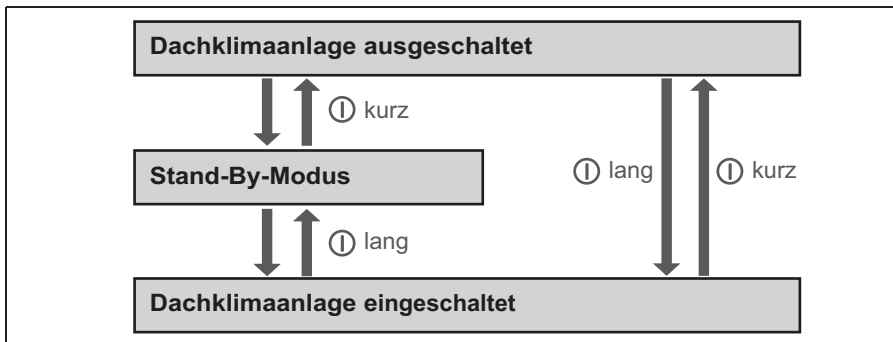 Dachklimaanlage ausgeschaltet
kurz
Stand-By-Modus
lang
kurz
lang
Dachklimaanlage eingeschaltet